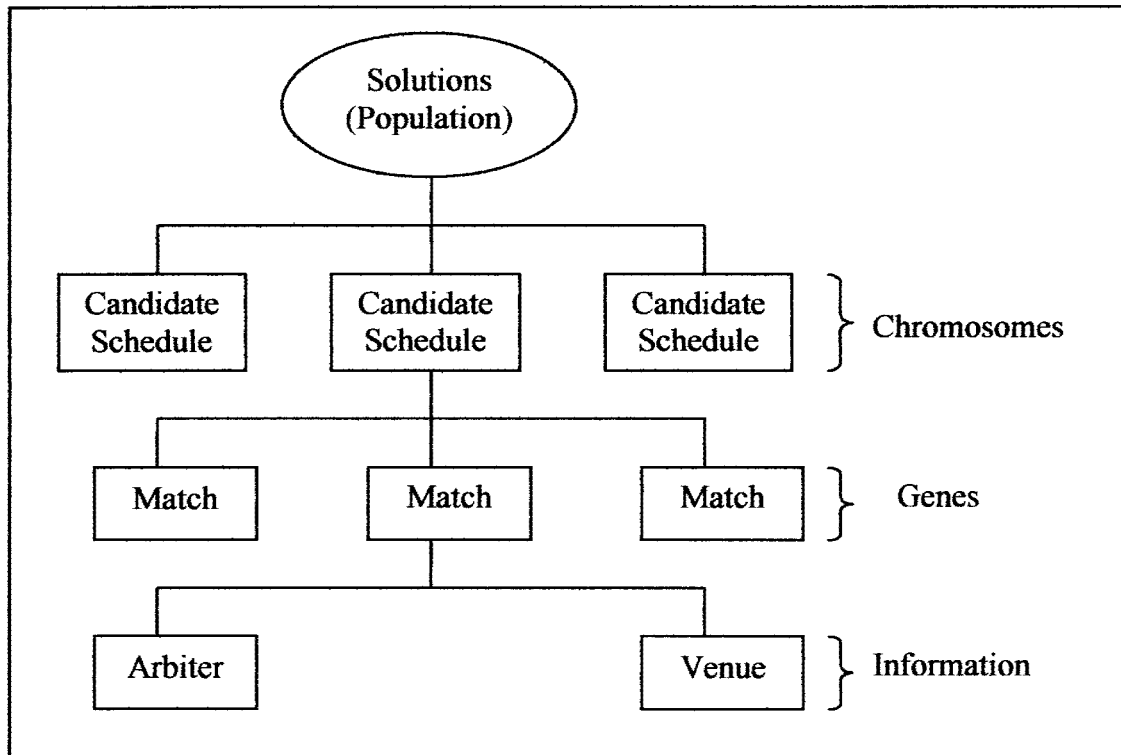 Solutions
(Population)
Candidate
Schedule
Candidate
Schedule
Candidate
Schedule
Chromosomes
Match
Match
Match
Genes
Arbiter
Venue
Information